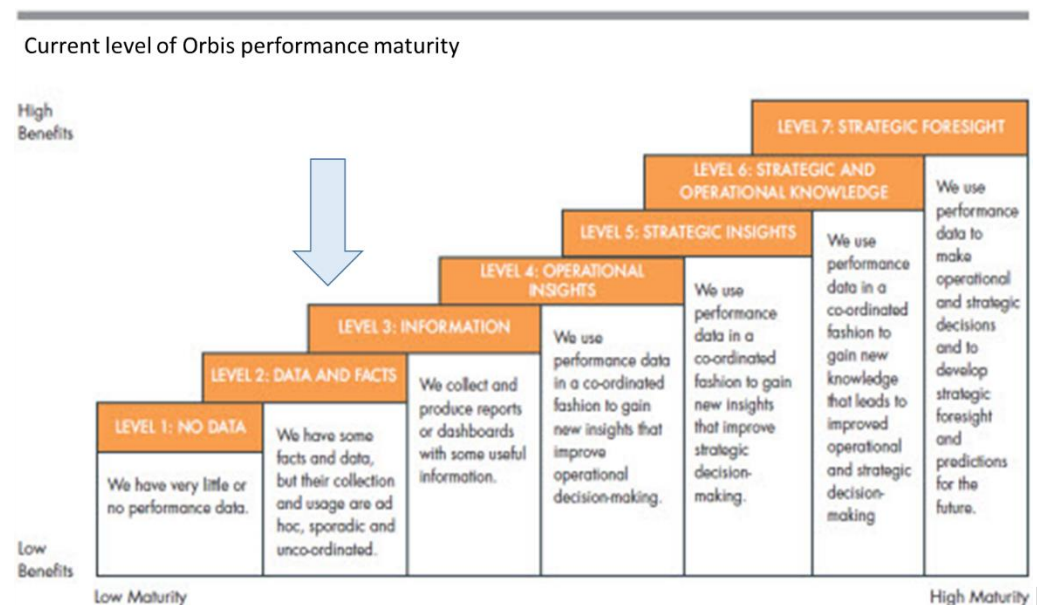 Current level of Orbis performance maturity
High
Benefits
LEVEL 7: STRATEGIC FORESIGHT
We use
performance
data to
make
operational
and strategic
decisions
and to
develop
strategic
foresight
and
predictions
for the
future.
LEVEL 6: STRATEGIC AND
OPERATIONAL KNOWLEDGE
We use
performance
data in a
co-ordinated
fashion to
gain new
knowledge
that leads to
improved
operational
and strategic
decision-
making
LEVEL 5: STRATEGIC INSIGHTS
We use
performance
data in a
co-ordinated
fashion to gain
new insights
that improve
strategic
decision-
making.
LEVEL 4: OPERATIONAL
INSIGHTS
We use
performance data
in a co-ordinated
fashion to gain
new insights that
improve
operational
decision-making.
LEVEL 3: INFORMATION
We collect and
produce reports
or dashboards
with some useful
information.
LEVEL 2: DATA AND FACTS
We have some
facts and data,
but their collection
and usage are ad
hoc, sporadic and
unco-ordinated.
LEVEL 1: NO DATA
We have very little or
no performance data.
Low
Benefits
Low Maturity
High Maturity